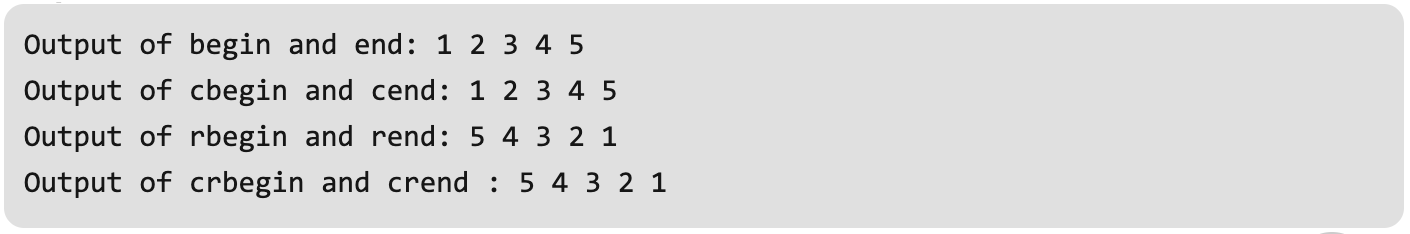 Output of begin and end: 1 2 3 4 5
Output of cbegin and cend: 1 2 3 4 5
Output of rbegin and rend: 5 4 3 2 1
Output of crbegin and crend : 5 4 3 2 1